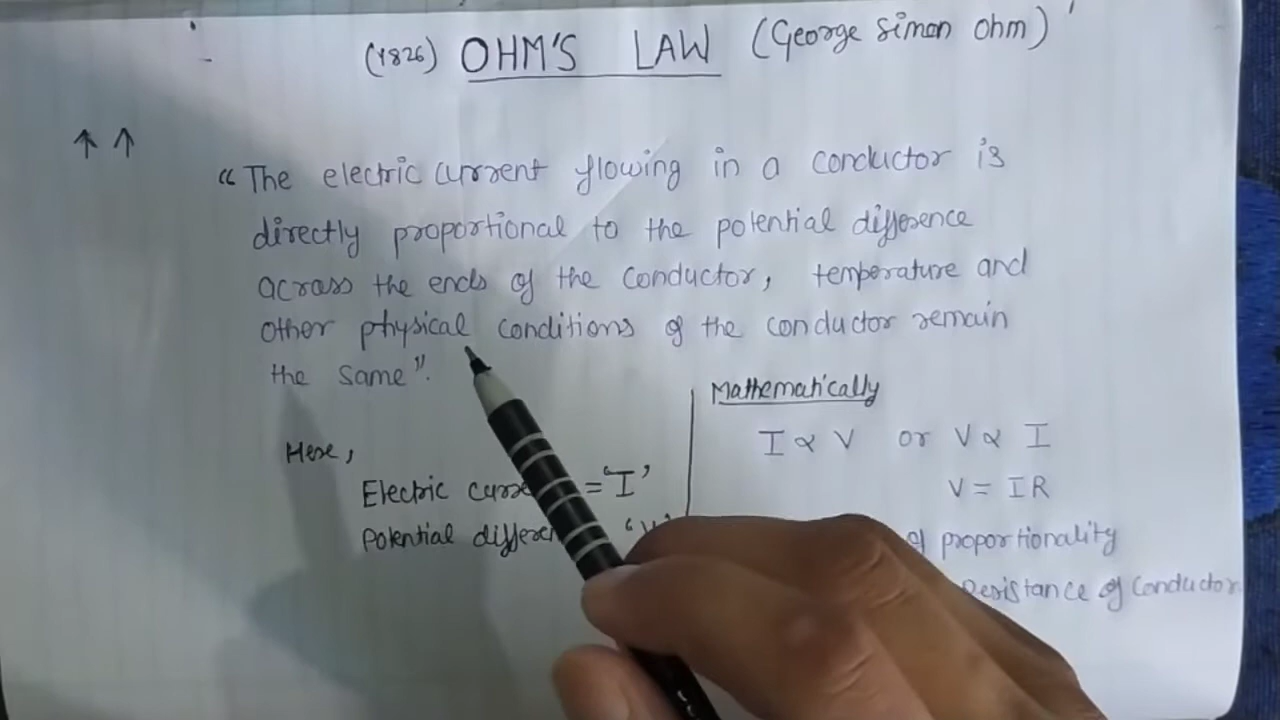 (1826) OHM'S LAW (George Simon Ohm)
↑ ↑
"The electric current flowing in a conductor is
directly proportional to the potential difference
across the ends of the conductor, temperature and
other physical conditions of the conductor remain
the same".
Here,
Electric = 'I'
Potential 'V'
Mathematically
I ∝ V or V ∝ I
V = IR
of proportionality
Resistance of Conductor